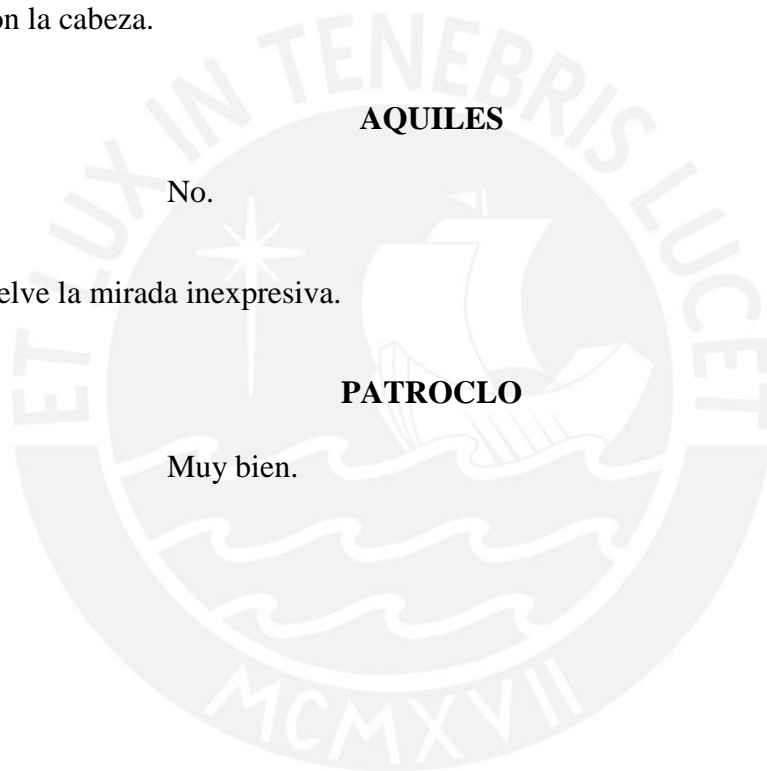 on la cabeza.
AQUILES
No.
elve la mirada inexpresiva.
PATROCLO
Muy bien.
ET LUX IN TENEBRIS LUCET
MCMXVII